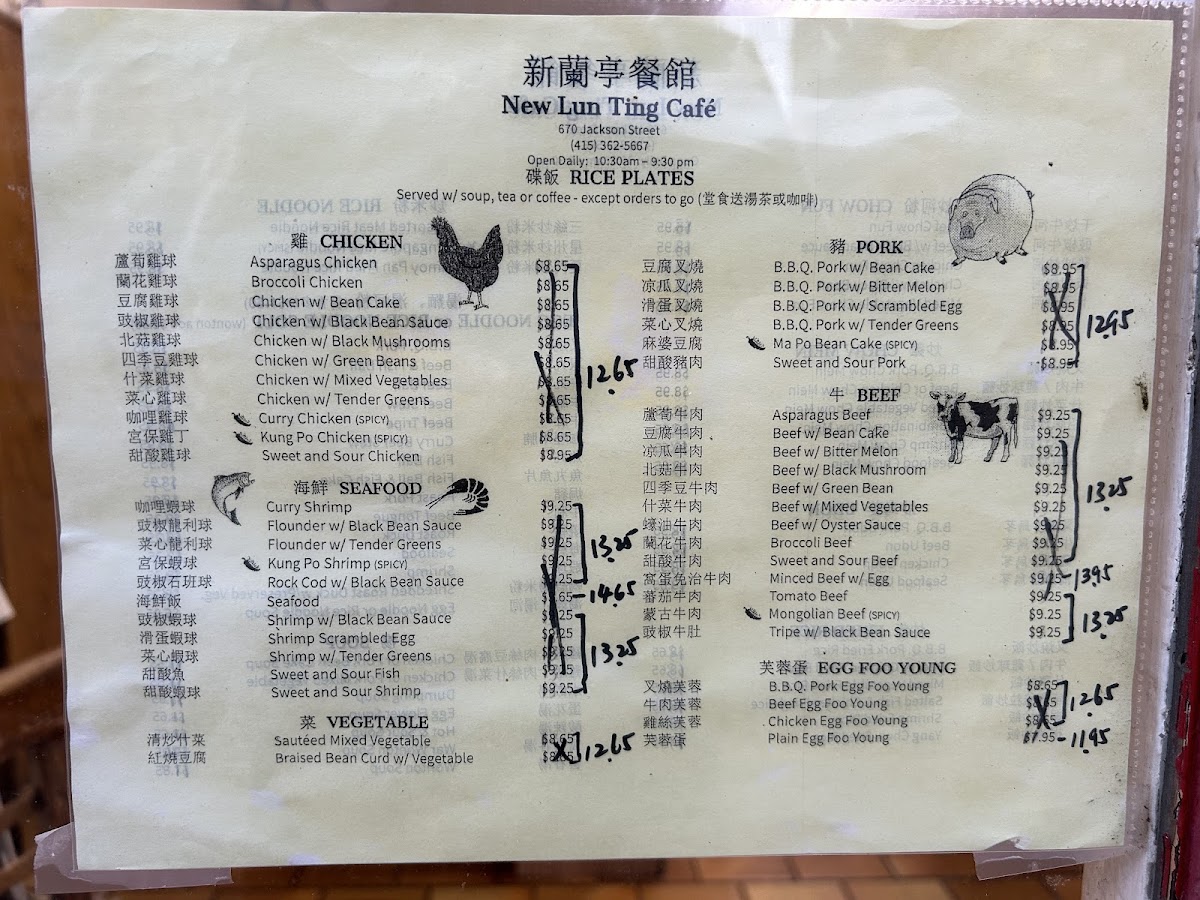 新蘭亭餐館
New Lun Ting Café
670 Jackson Street
(415) 362-5667
Open Daily: 10:30am – 9:30 pm
碟飯 RICE PLATES
Served w/ soup, tea or coffee - except orders to go (堂食送湯茶或咖啡)
雞 CHICKEN
蘆荀雞球 Asparagus Chicken $8.65
蘭花雞球 Broccoli Chicken $8.65
豆腐雞球 Chicken w/ Bean Cake $8.65
豉椒雞球 Chicken w/ Black Bean Sauce $8.65
北菇雞球 Chicken w/ Black Mushrooms $8.65
四季豆雞球 Chicken w/ Green Beans $8.65
什菜雞球 Chicken w/ Mixed Vegetables $8.65
菜心雞球 Chicken w/ Tender Greens $8.65
咖哩雞球 Curry Chicken (SPICY) $8.65
宮保雞丁 Kung Po Chicken (SPICY) $8.65
甜酸雞球 Sweet and Sour Chicken $8.95
12.65
海鮮 SEAFOOD
咖哩蝦球 Curry Shrimp $9.25
豉椒龍利球 Flounder w/ Black Bean Sauce $9.25
菜心龍利球 Flounder w/ Tender Greens $9.25
宮保蝦球 Kung Po Shrimp (SPICY) $9.25
豉椒石班球 Rock Cod w/ Black Bean Sauce $9.25
13.25
海鮮飯 Seafood 9.65 – 14.65
豉椒蝦球 Shrimp w/ Black Bean Sauce $9.25
滑蛋蝦球 Shrimp Scrambled Egg $9.25
菜心蝦球 Shrimp w/ Tender Greens $9.25
甜酸魚 Sweet and Sour Fish $9.25
甜酸蝦球 Sweet and Sour Shrimp $9.25
13.25
菜 VEGETABLE
清炒什菜 Sautéed Mixed Vegetable $8.65
紅燒豆腐 Braised Bean Curd w/ Vegetable $8.65
12.65
豬 PORK
豆腐叉燒 B.B.Q. Pork w/ Bean Cake $8.95
凉瓜叉燒 B.B.Q. Pork w/ Bitter Melon $8.95
滑蛋叉燒 B.B.Q. Pork w/ Scrambled Egg $8.95
菜心叉燒 B.B.Q. Pork w/ Tender Greens $8.95
麻婆豆腐 Ma Po Bean Cake (SPICY) $8.95
甜酸豬肉 Sweet and Sour Pork $8.95
12.95
牛 BEEF
蘆荀牛肉 Asparagus Beef $9.25
豆腐牛肉 Beef w/ Bean Cake $9.25
凉瓜牛肉 Beef w/ Bitter Melon $9.25
北菇牛肉 Beef w/ Black Mushroom $9.25
四季豆牛肉 Beef w/ Green Bean $9.25
什菜牛肉 Beef w/ Mixed Vegetables $9.25
蠔油牛肉 Beef w/ Oyster Sauce $9.25
蘭花牛肉 Broccoli Beef $9.25
甜酸牛肉 Sweet and Sour Beef $9.25
13.25
窩蛋免治牛肉 Minced Beef w/ Egg $9.25 – 13.95
蕃茄牛肉 Tomato Beef $9.25
蒙古牛肉 Mongolian Beef (SPICY) $9.25
豉椒牛肚 Tripe w/ Black Bean Sauce $9.25
13.25
芙蓉蛋 EGG FOO YOUNG
叉燒芙蓉 B.B.Q. Pork Egg Foo Young $8.65
牛肉芙蓉 Beef Egg Foo Young $8.65
雞絲芙蓉 Chicken Egg Foo Young $8.65
12.65
芙蓉蛋 Plain Egg Foo Young $7.95 – 11.95